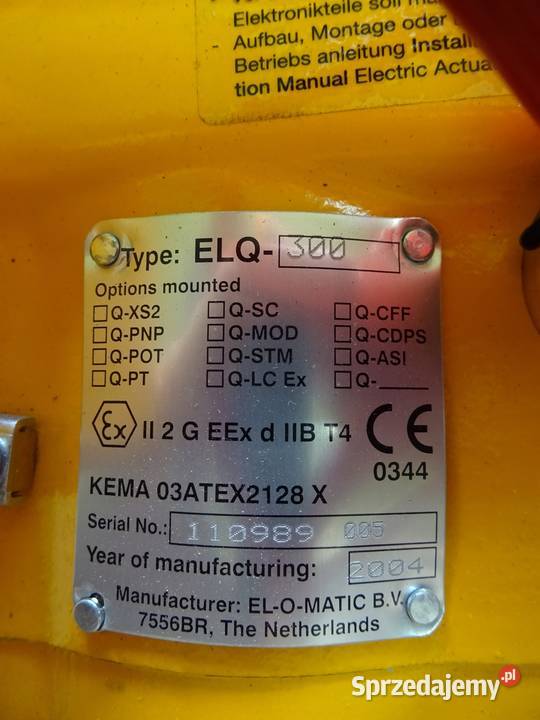 Elektronikteile soll
Aufbau, Montage oder
Betriebs anleitung Install
tion Manual Electric Actua
Type: ELQ-300
Options mounted
Q-XS2 Q-SC Q-CFF
Q-PNP Q-MOD Q-CDPS
Q-POT Q-STM Q-ASI
Q-PT Q-LC Ex Q-____
Ex II 2 G EEx d IIB T4 CE
0344
KEMA 03ATEX2128 X
Serial No.: 110989 005
Year of manufacturing: 2004
Manufacturer: EL-O-MATIC B.V.
7556BR, The Netherlands
Sprzedajemy.pl